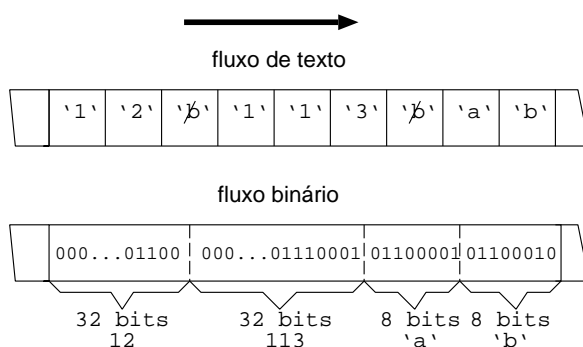 fluxo de texto
'1' '2' 'b̸' '1' '1' '3' 'b̸' 'a' 'b'
fluxo binário
000...01100 000...01110001 01100001 01100010
32 bits 32 bits 8 bits 8 bits
12 113 'a' 'b'